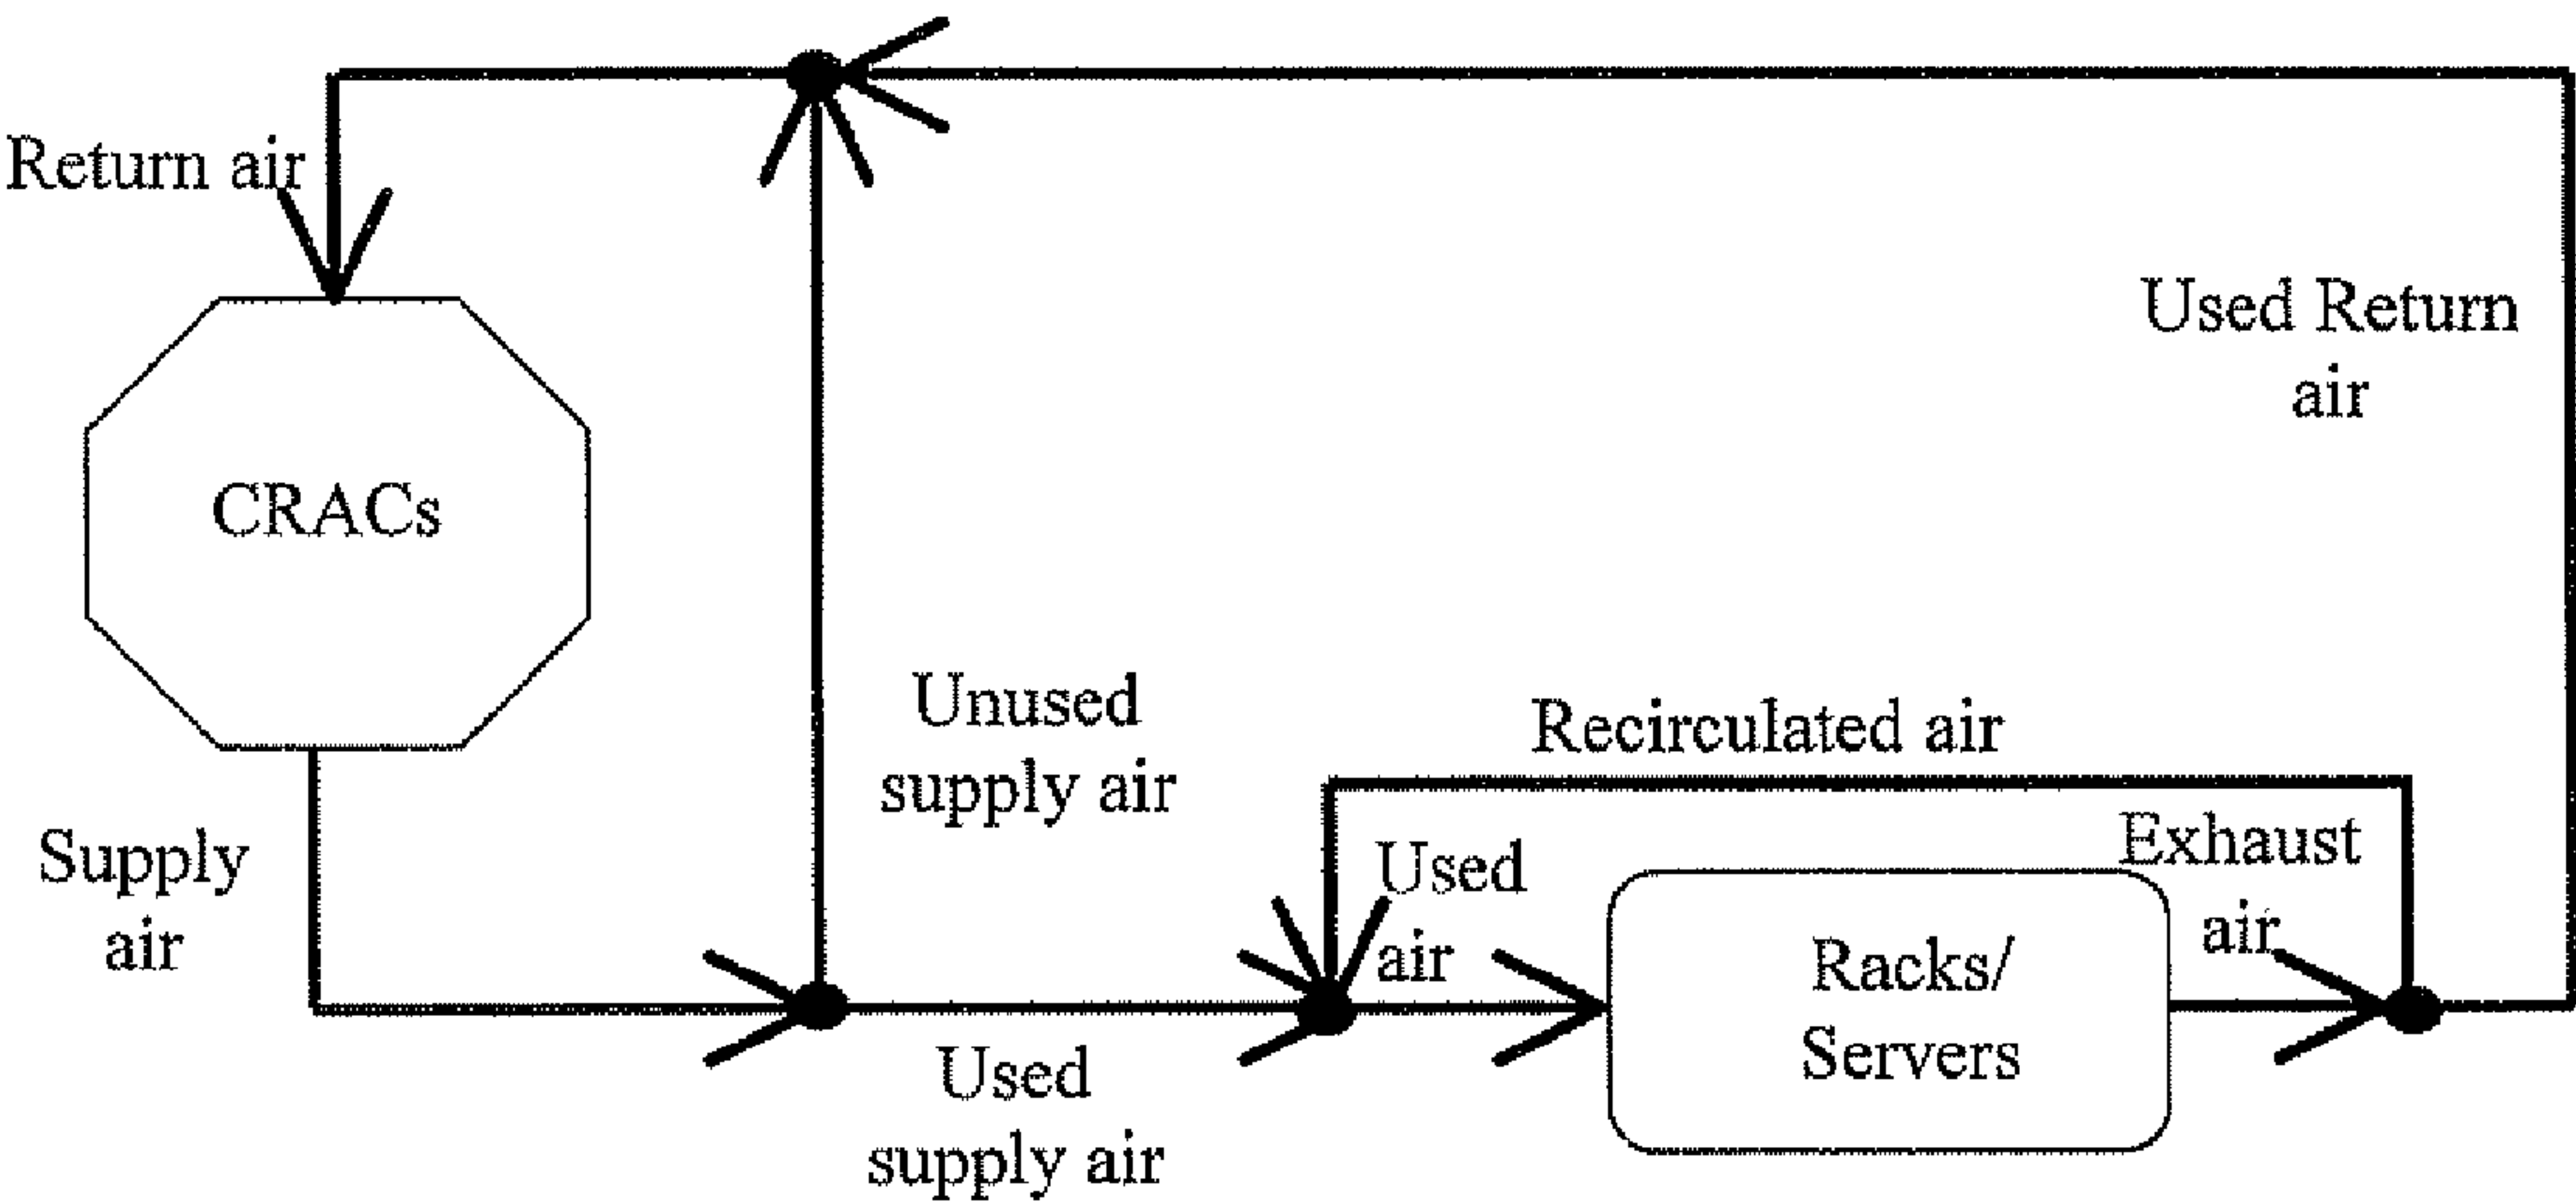 Return air
CRACs
Used Return
air
Unused
supply air
Recirculated air
Supply
air
Used
air
Exhaust
air
Racks/
Servers
Used
supply air